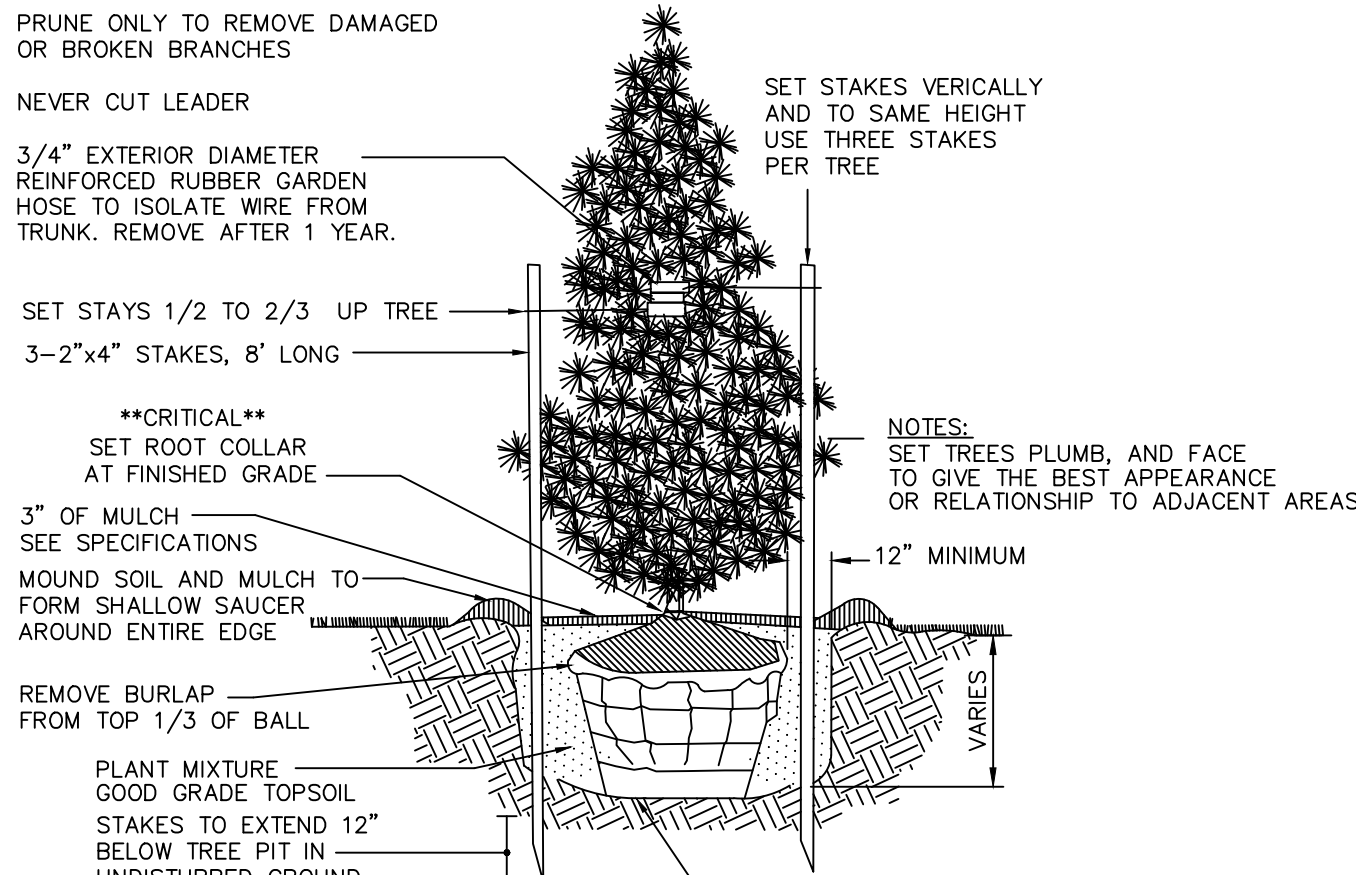 PRUNE ONLY TO REMOVE DAMAGED
OR BROKEN BRANCHES
NEVER CUT LEADER
3/4” EXTERIOR DIAMETER
REINFORCED RUBBER GARDEN
HOSE TO ISOLATE WIRE FROM
TRUNK. REMOVE AFTER 1 YEAR.
SET STAYS 1/2 TO 2/3 UP TREE
3–2”x4” STAKES, 8’ LONG
**CRITICAL**
SET ROOT COLLAR
AT FINISHED GRADE
3” OF MULCH
SEE SPECIFICATIONS
MOUND SOIL AND MULCH TO
FORM SHALLOW SAUCER
AROUND ENTIRE EDGE
REMOVE BURLAP
FROM TOP 1/3 OF BALL
PLANT MIXTURE
GOOD GRADE TOPSOIL
STAKES TO EXTEND 12”
BELOW TREE PIT IN
UNDISTURBED GROUND
SET STAKES VERICALLY
AND TO SAME HEIGHT
USE THREE STAKES
PER TREE
NOTES:
SET TREES PLUMB, AND FACE
TO GIVE THE BEST APPEARANCE
OR RELATIONSHIP TO ADJACENT AREAS
12” MINIMUM
VARIES